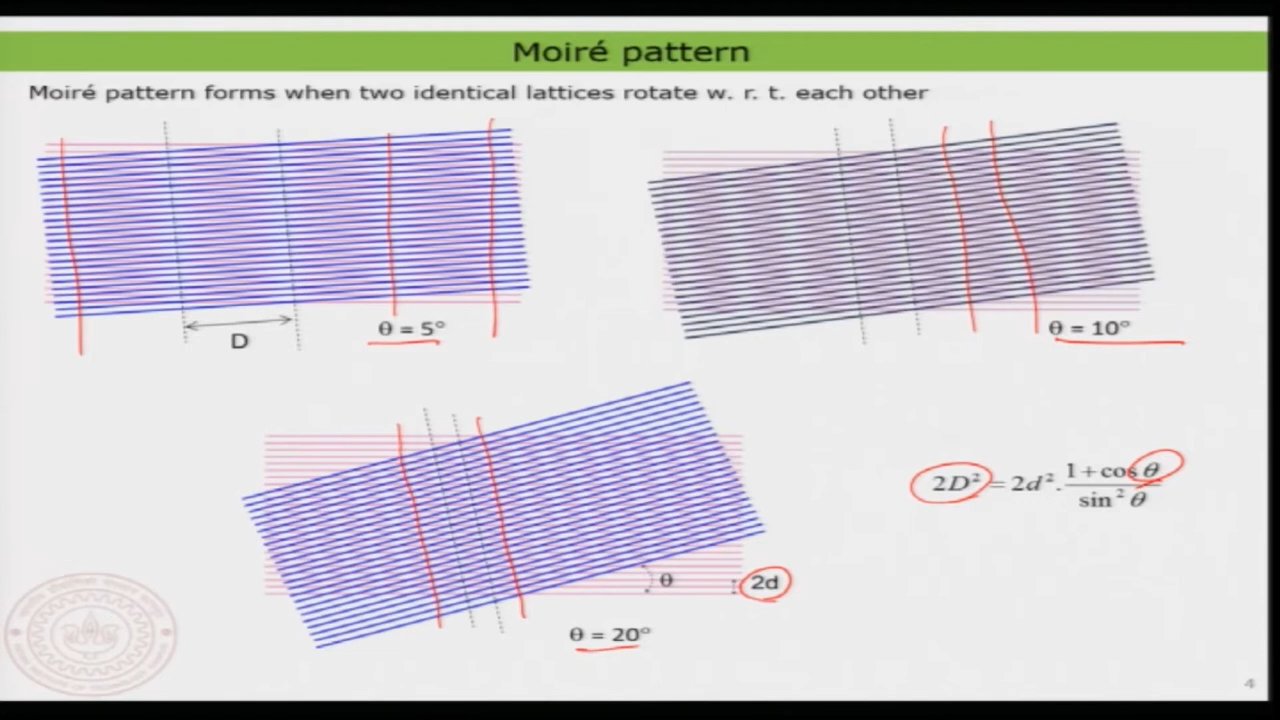 Moiré pattern
Moiré pattern forms when two identical lattices rotate w. r. t. each other
D
θ = 5°
θ = 10°
2D² = 2d². (1 + cos θ) / (sin² θ)
θ
2d
θ = 20°
4